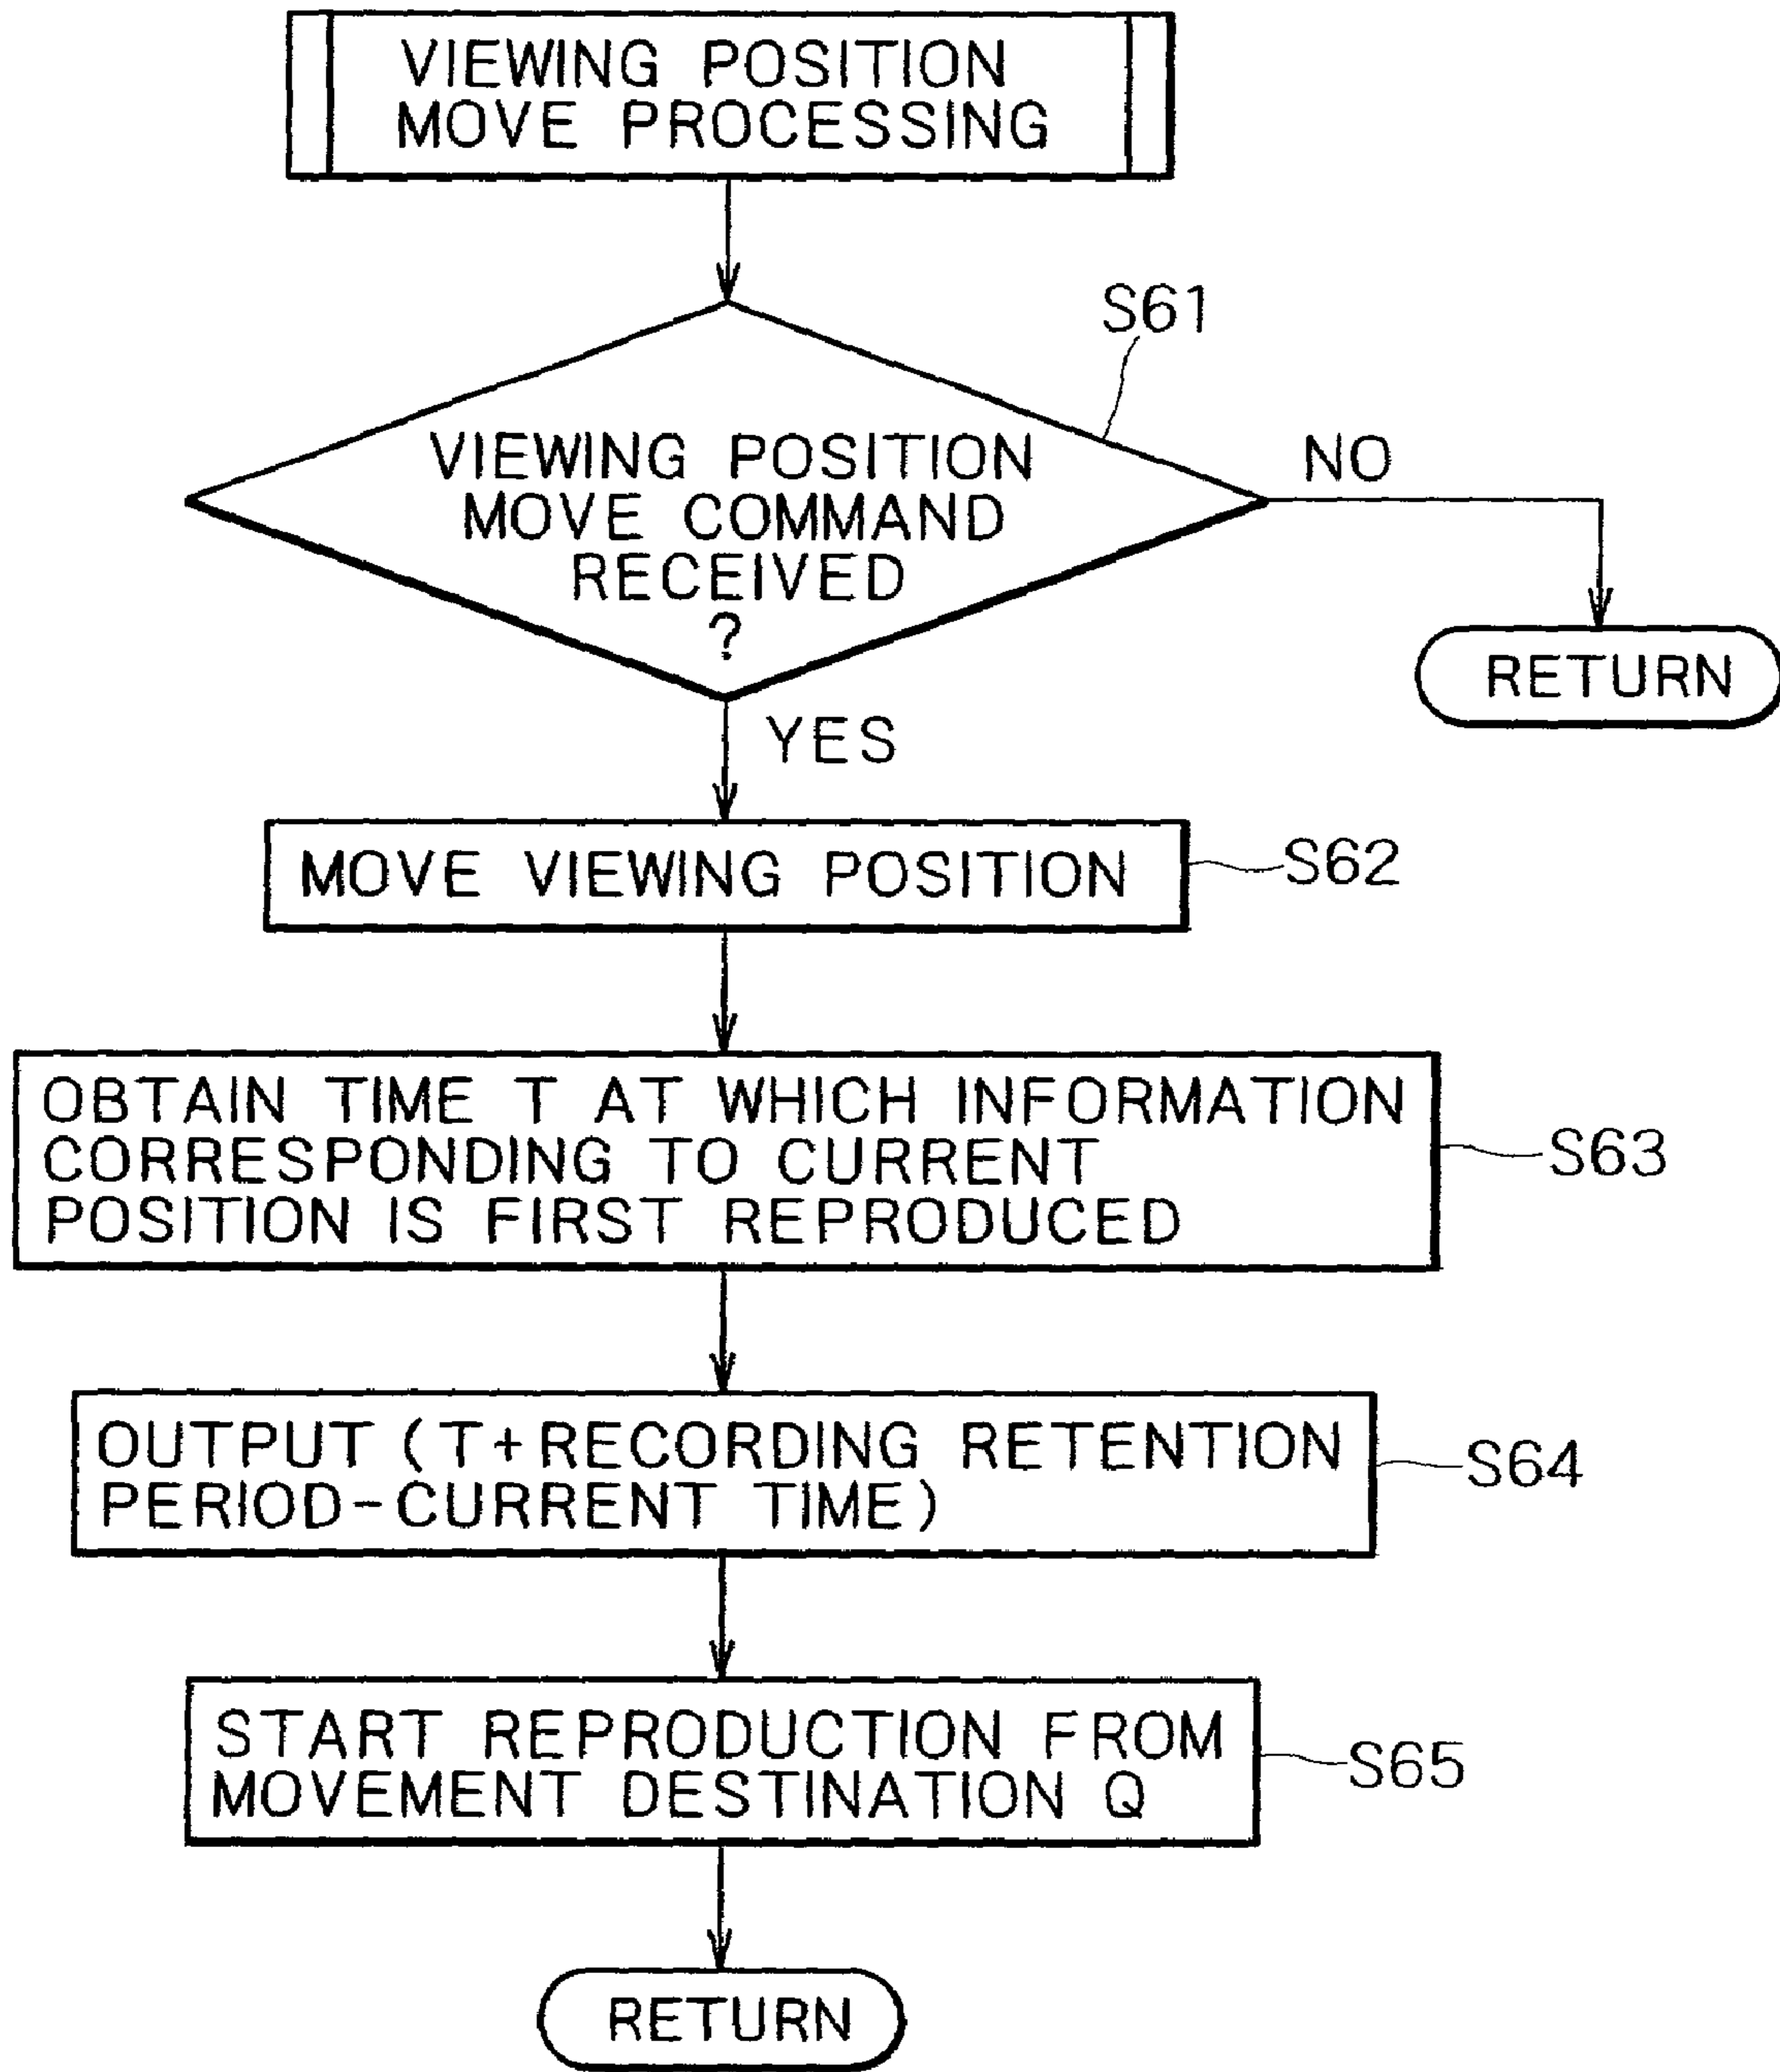 VIEWING POSITION
MOVE PROCESSING
S61
VIEWING POSITION
MOVE COMMAND
RECEIVED
?
NO
RETURN
YES
MOVE VIEWING POSITION
S62
OBTAIN TIME T AT WHICH INFORMATION
CORRESPONDING TO CURRENT
POSITION IS FIRST REPRODUCED
S63
OUTPUT (T+RECORDING RETENTION
PERIOD-CURRENT TIME)
S64
START REPRODUCTION FROM
MOVEMENT DESTINATION Q
S65
RETURN